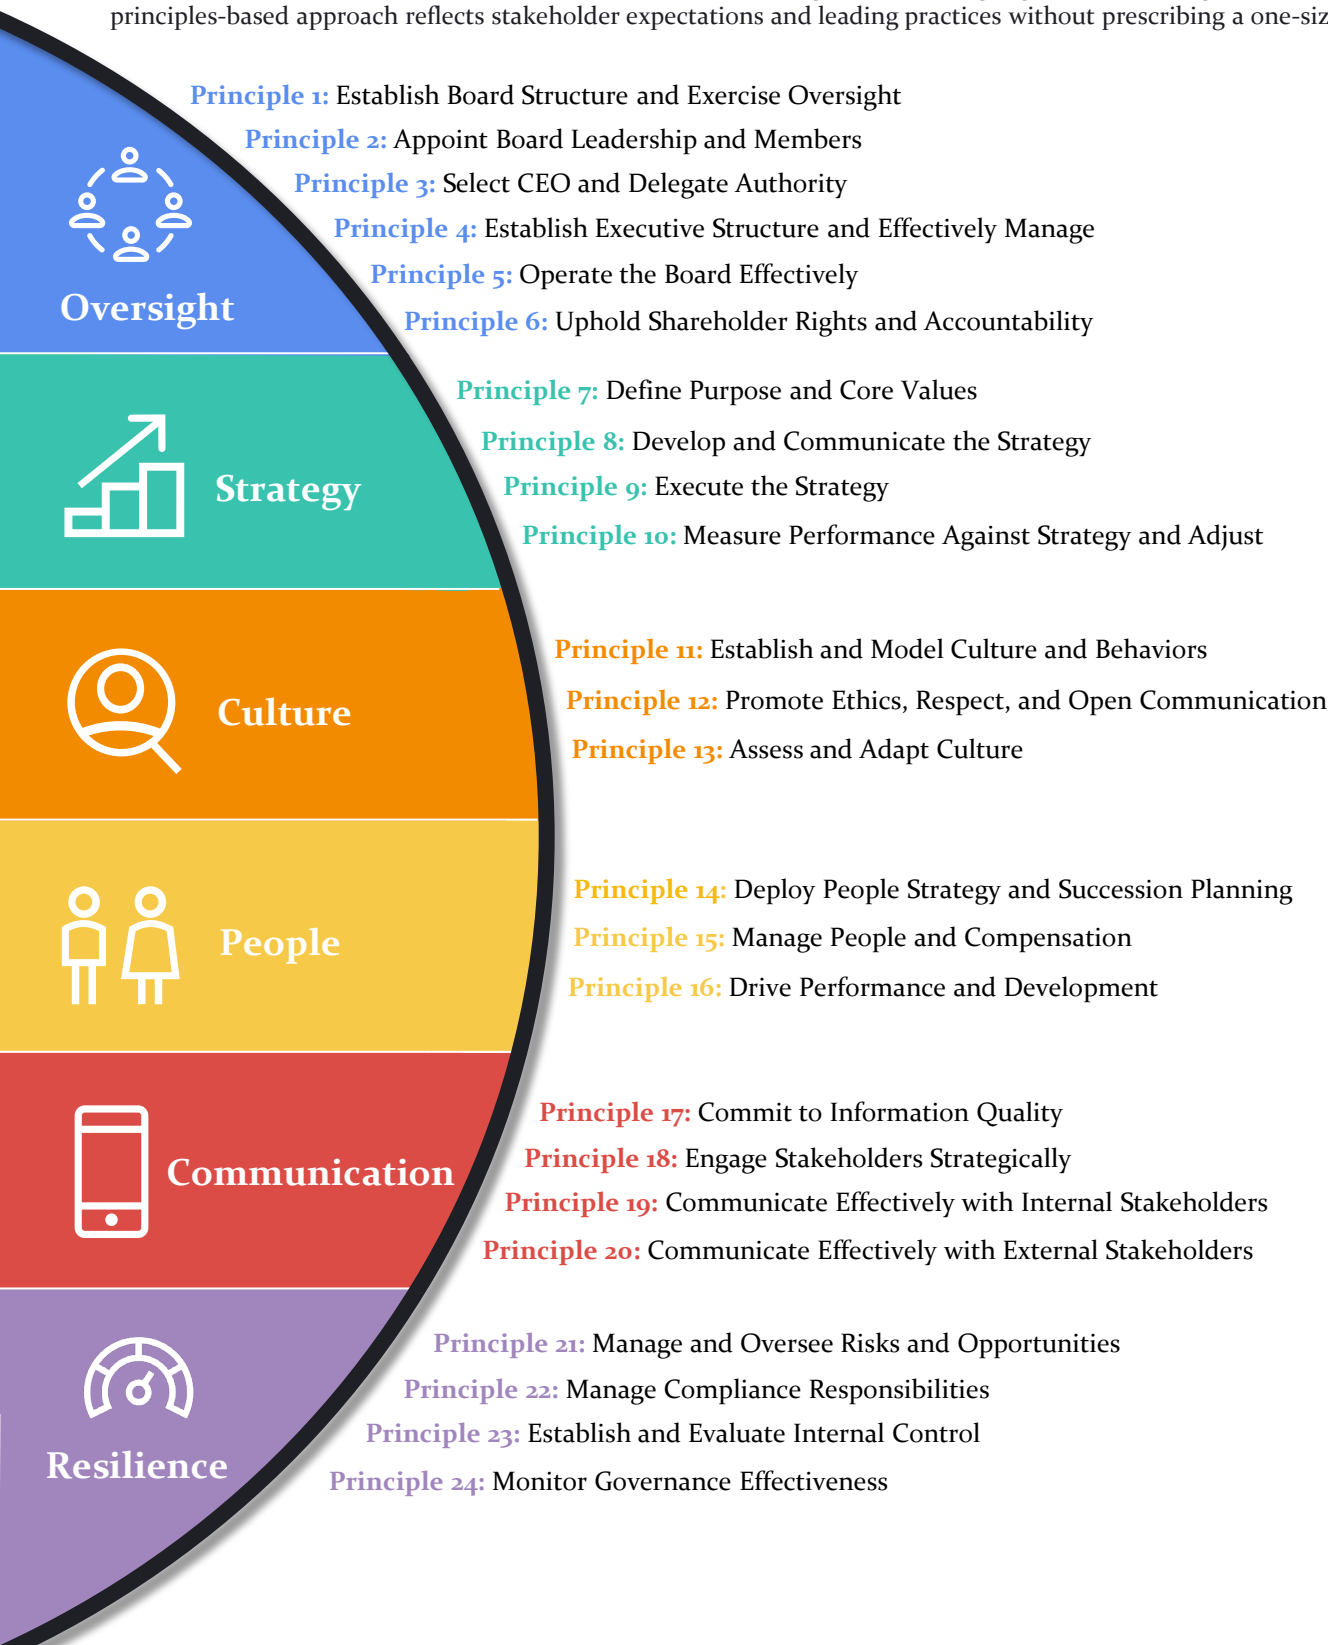 principles-based approach reflects stakeholder expectations and leading practices without prescribing a one-siz
Principle 1: Establish Board Structure and Exercise Oversight
Principle 2: Appoint Board Leadership and Members
Principle 3: Select CEO and Delegate Authority
Principle 4: Establish Executive Structure and Effectively Manage
Principle 5: Operate the Board Effectively
Principle 6: Uphold Shareholder Rights and Accountability
Oversight
Principle 7: Define Purpose and Core Values
Principle 8: Develop and Communicate the Strategy
Principle 9: Execute the Strategy
Principle 10: Measure Performance Against Strategy and Adjust
Strategy
Principle 11: Establish and Model Culture and Behaviors
Principle 12: Promote Ethics, Respect, and Open Communication
Principle 13: Assess and Adapt Culture
Culture
Principle 14: Deploy People Strategy and Succession Planning
Principle 15: Manage People and Compensation
Principle 16: Drive Performance and Development
People
Principle 17: Commit to Information Quality
Principle 18: Engage Stakeholders Strategically
Principle 19: Communicate Effectively with Internal Stakeholders
Principle 20: Communicate Effectively with External Stakeholders
Communication
Principle 21: Manage and Oversee Risks and Opportunities
Principle 22: Manage Compliance Responsibilities
Principle 23: Establish and Evaluate Internal Control
Principle 24: Monitor Governance Effectiveness
Resilience